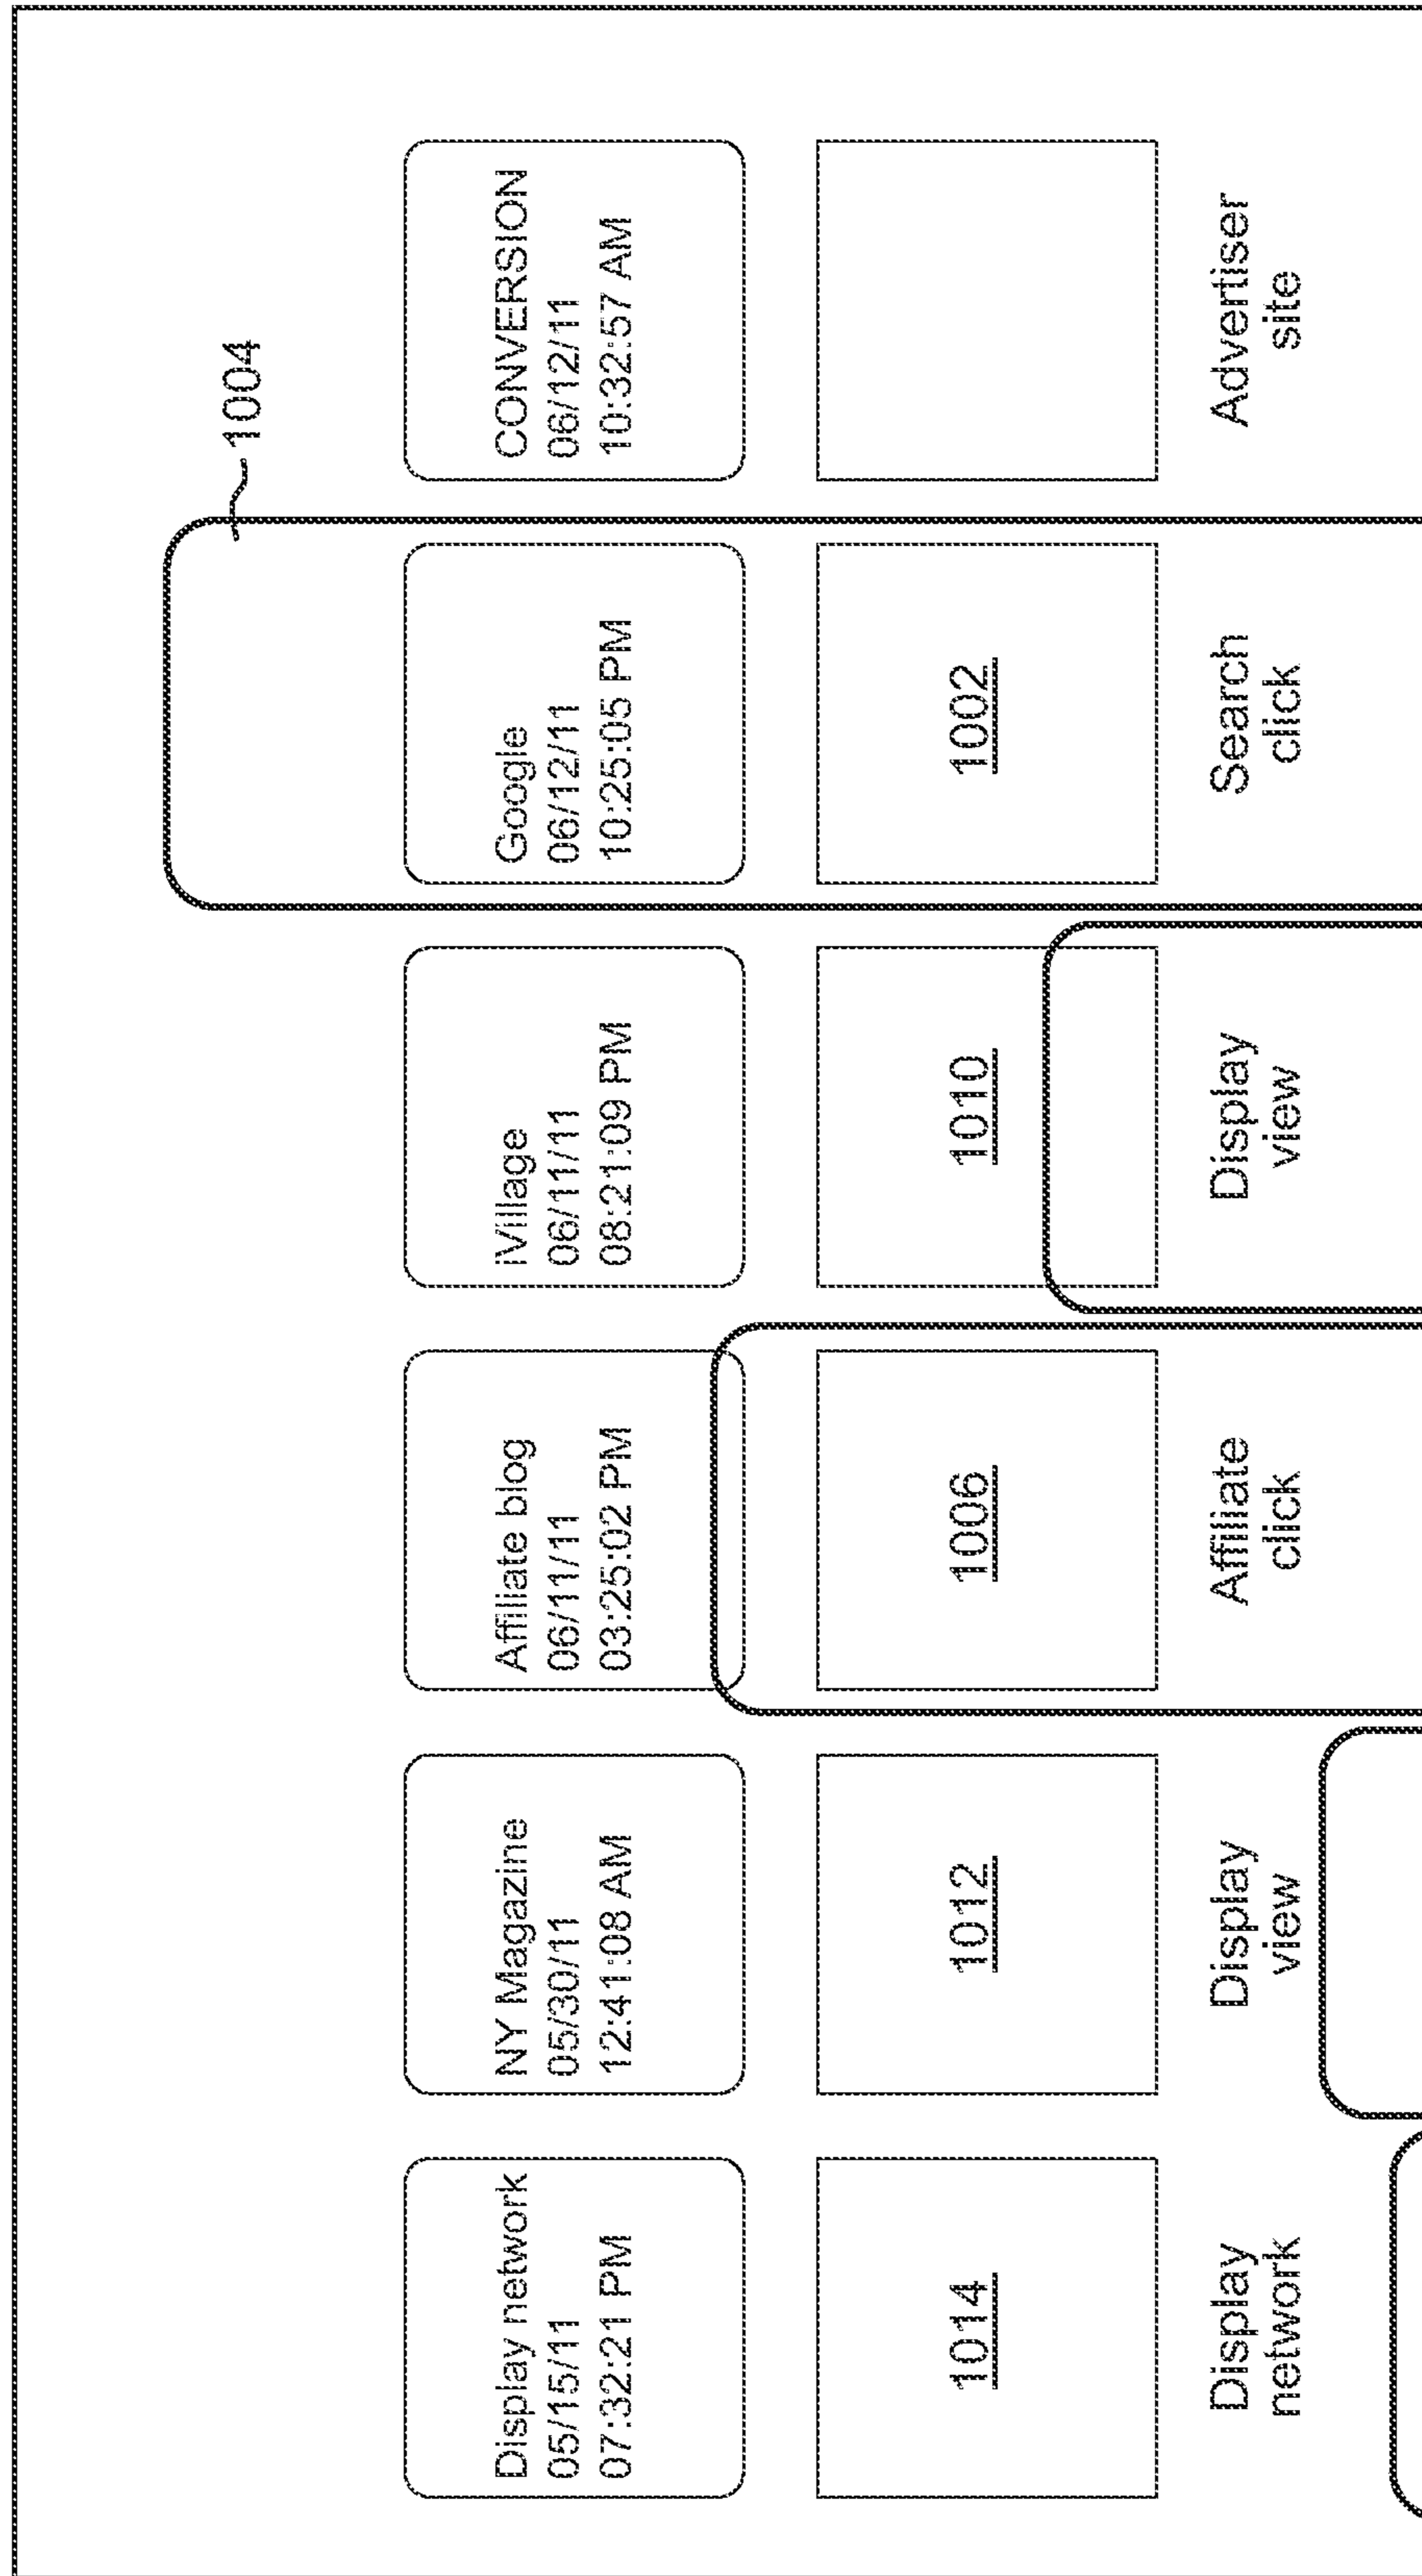 1004
Display network
05/15/11
07:32:21 PM
NY Magazine
05/30/11
12:41:08 AM
Affiliate blog
06/11/11
03:25:02 PM
iVillage
06/11/11
08:21:09 PM
Google
06/12/11
10:25:05 PM
CONVERSION
06/12/11
10:32:57 AM
1014
1012
1006
1010
1002
Display
network
Display
view
Affiliate
click
Display
view
Search
click
Advertiser
site